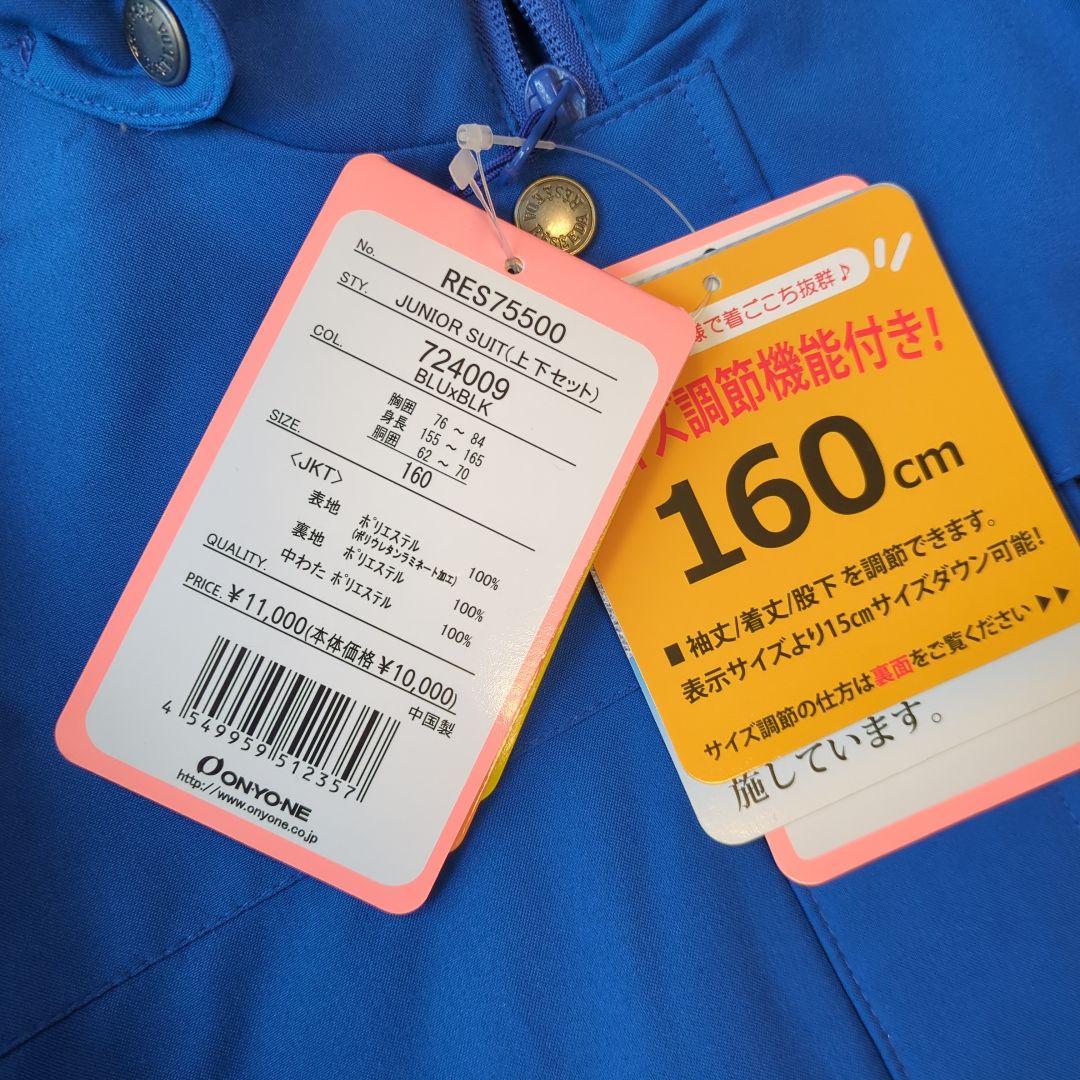 RESEDA RESEDA
No. RES75500
STY. JUNIOR SUIT(上下セット)
COL. 724009
BLUxBLK
胸囲 76 ~ 84
身長 155 ~ 165
胴囲 62 ~ 70
SIZE. 160
<JKT>
表地 ポリエステル 100%
(ポリウレタンラミネート加工)
裏地 ポリエステル 100%
QUALITY. 中わた ポリエステル 100%
PRICE. ¥11,000(本体価格¥10,000)
中国製
4 549959 512357
ONYONE
http://www.onyone.co.jp
様で着ごこち抜群♪
ズ調節機能付き!
160cm
■ 袖丈/着丈/股下 を調節できます。
表示サイズより15cmサイズダウン可能!
サイズ調節の仕方は裏面をご覧ください▶▶
施しています。